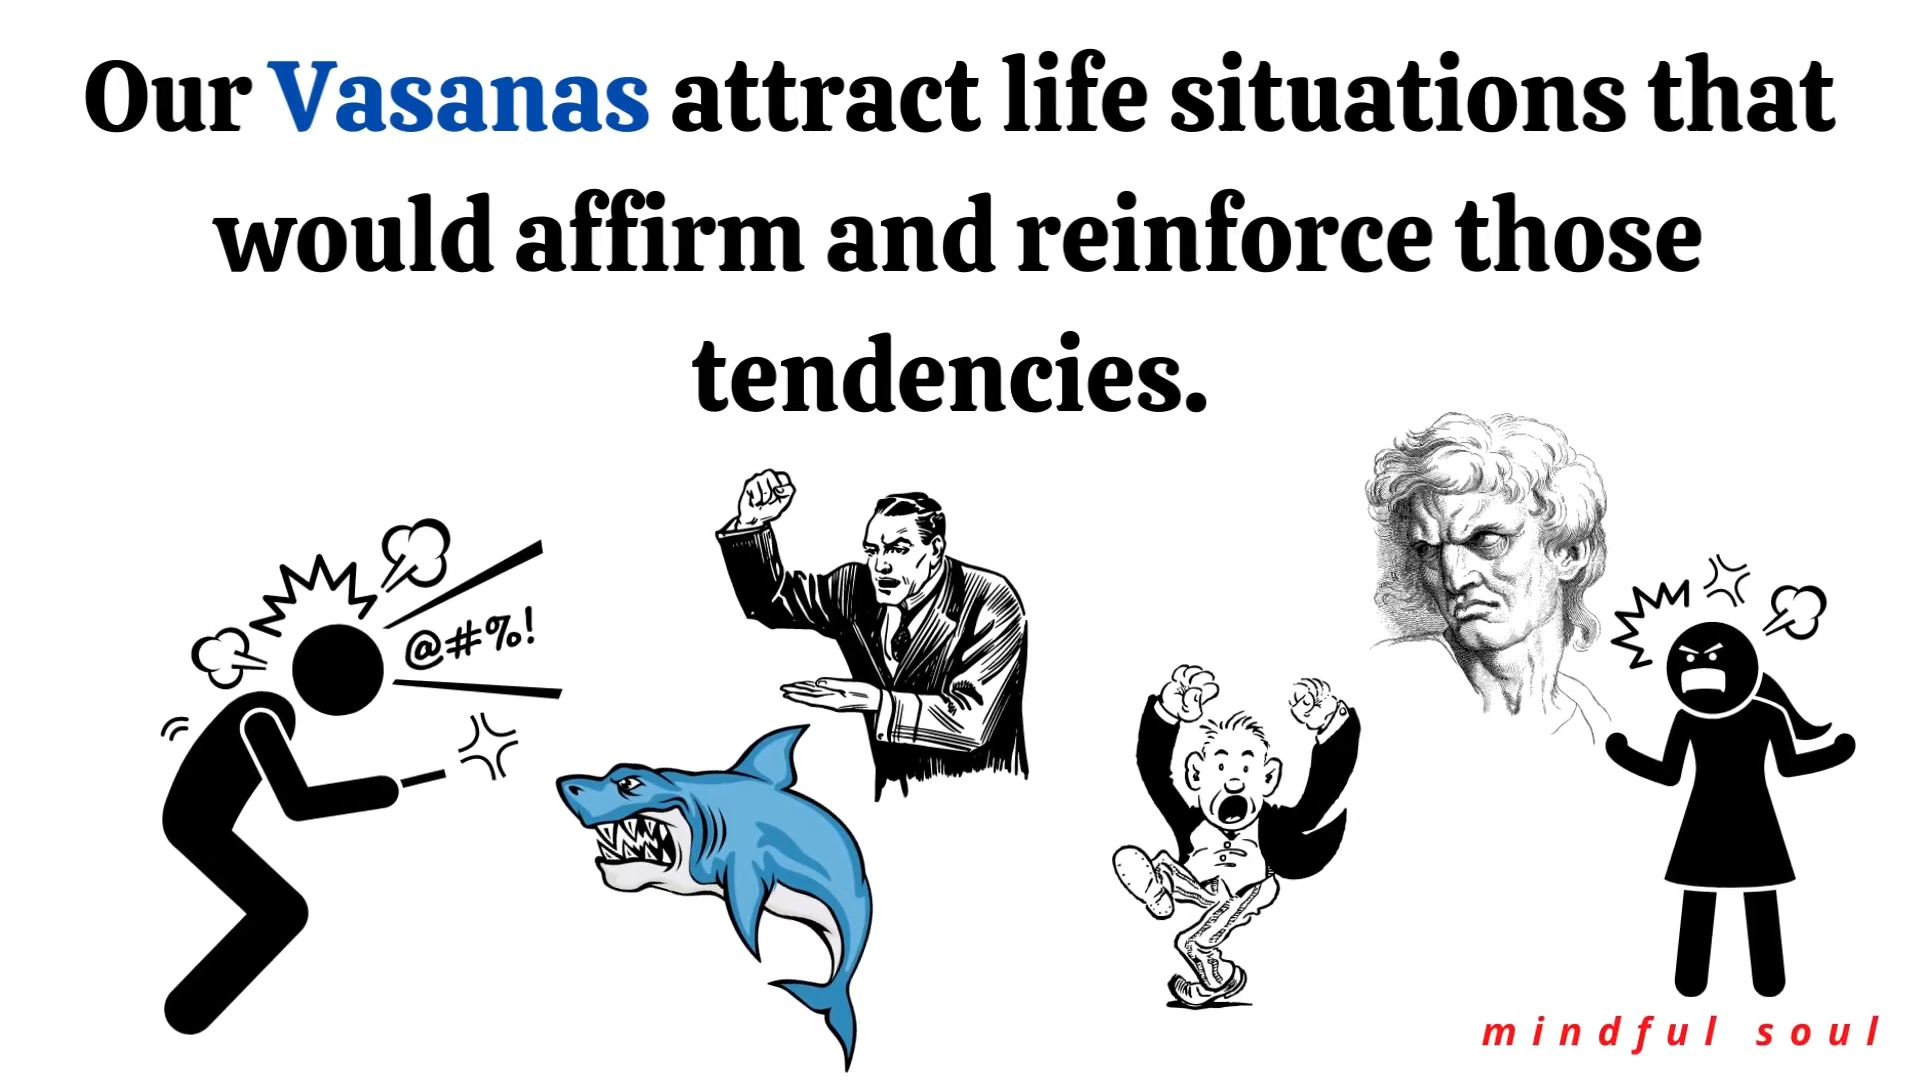 Our Vasanas attract life situations that
would affirm and reinforce those
tendencies.
@#%!
mindful soul